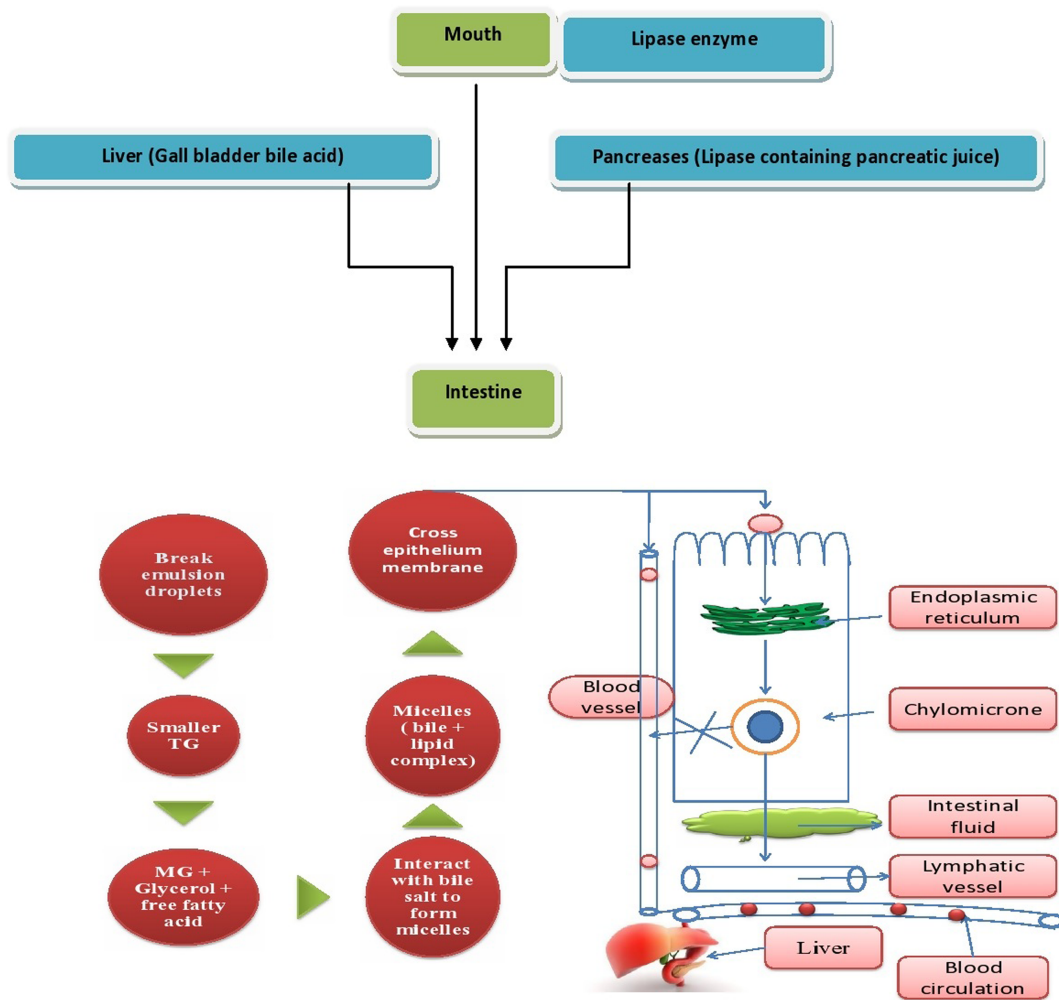 Mouth
Lipase enzyme
Liver (Gall bladder bile acid)
Pancreases (Lipase containing pancreatic juice)
Intestine
Break
emulsion
droplets
Smaller
TG
MG +
Glycerol +
free fatty
acid
Interact
with bile
salt to
form
micelles
Micelles
( bile +
lipid
complex)
Cross
epithelium
membrane
Blood
vessel
Endoplasmic
reticulum
Chylomicrone
Intestinal
fluid
Lymphatic
vessel
Liver
Blood
circulation